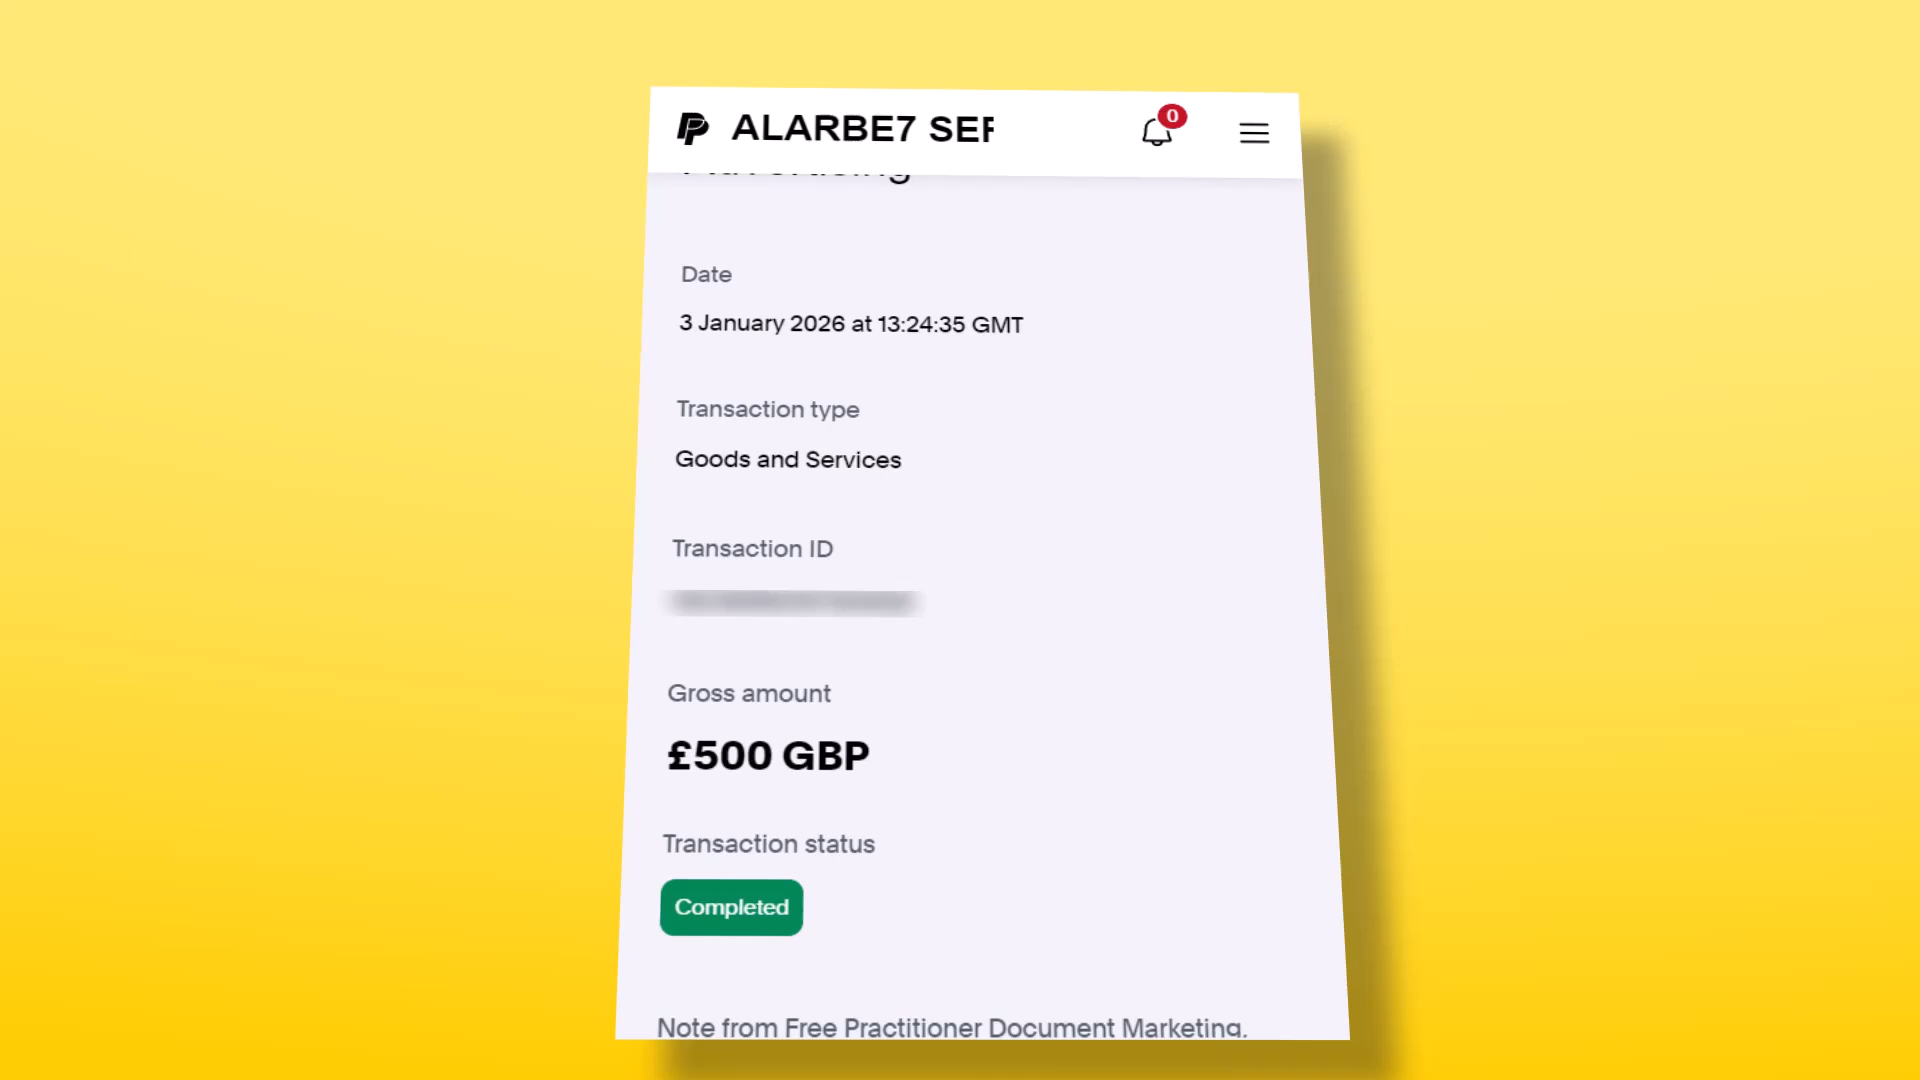 ALARBE7 SEF
0
Date
3 January 2026 at 13:24:35 GMT
Transaction type
Goods and Services
Transaction ID
Gross amount
£500 GBP
Transaction status
Completed
Note from Free Practitioner Document Marketing.